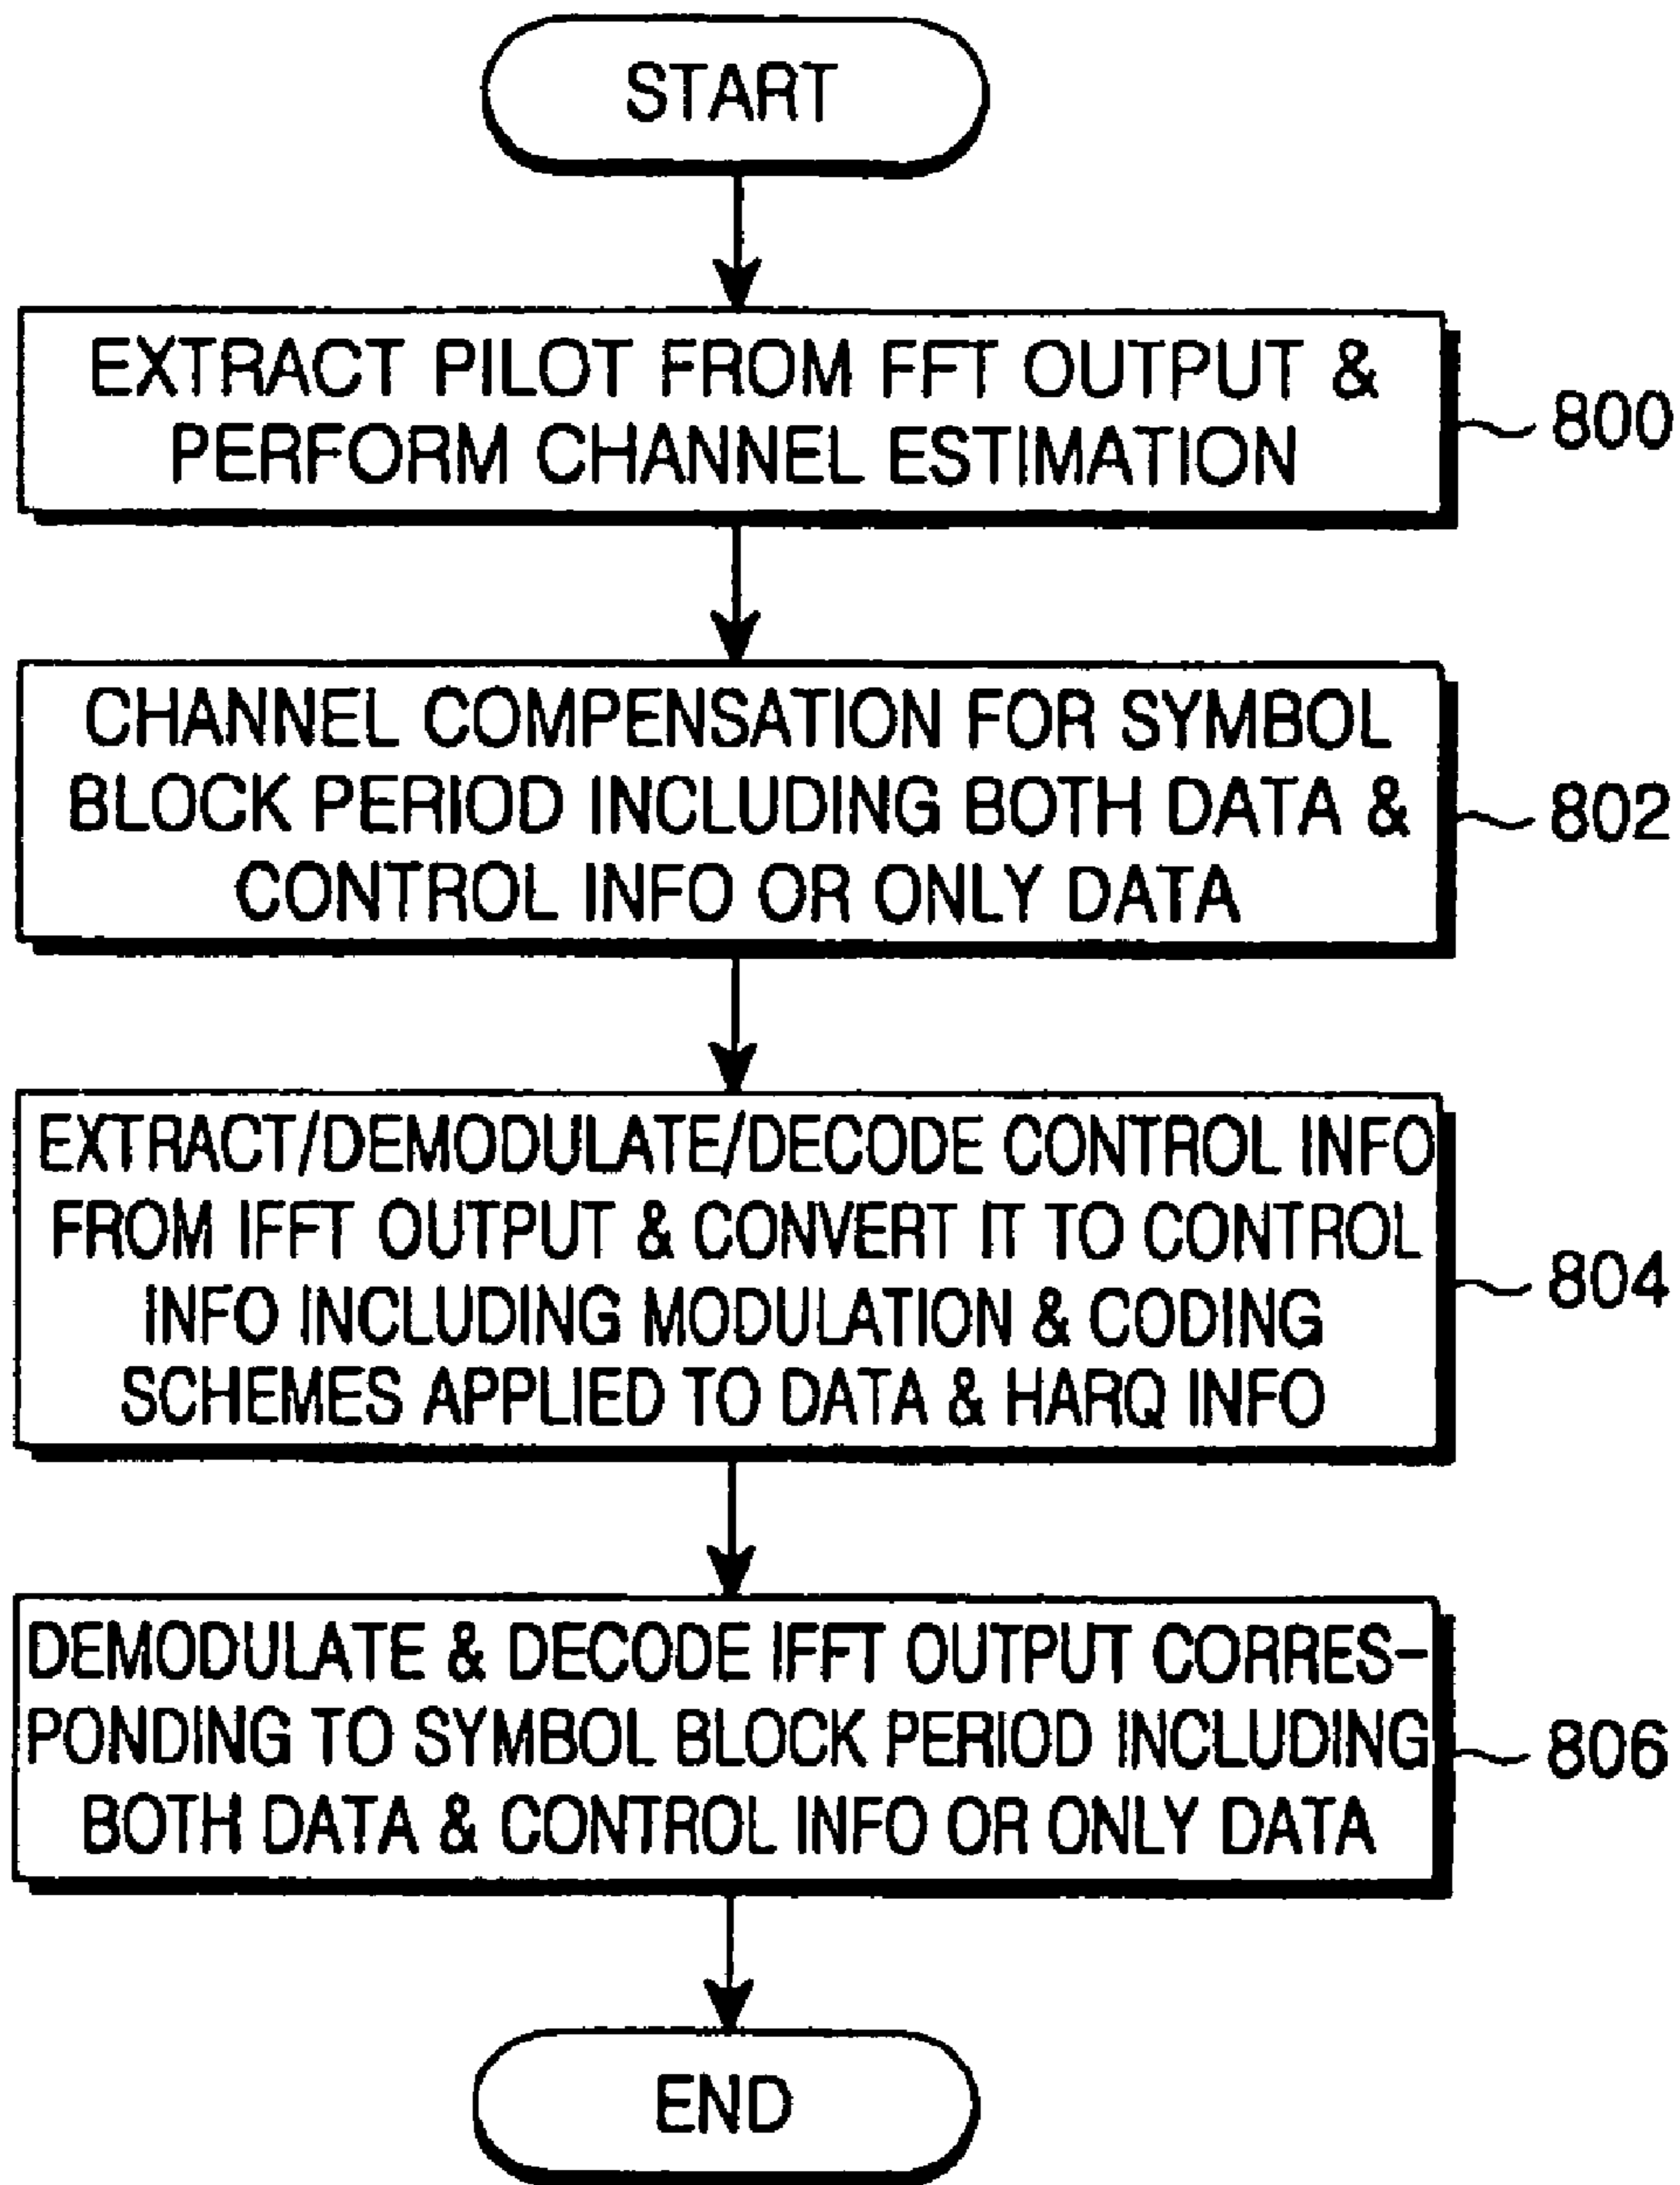 START
EXTRACT PILOT FROM FFT OUTPUT &
PERFORM CHANNEL ESTIMATION
800
CHANNEL COMPENSATION FOR SYMBOL
BLOCK PERIOD INCLUDING BOTH DATA &
CONTROL INFO OR ONLY DATA
802
EXTRACT/DEMODULATE/DECODE CONTROL INFO
FROM IFFT OUTPUT & CONVERT IT TO CONTROL
INFO INCLUDING MODULATION & CODING
SCHEMES APPLIED TO DATA & HARQ INFO
804
DEMODULATE & DECODE IFFT OUTPUT CORRES-
PONDING TO SYMBOL BLOCK PERIOD INCLUDING
BOTH DATA & CONTROL INFO OR ONLY DATA
806
END